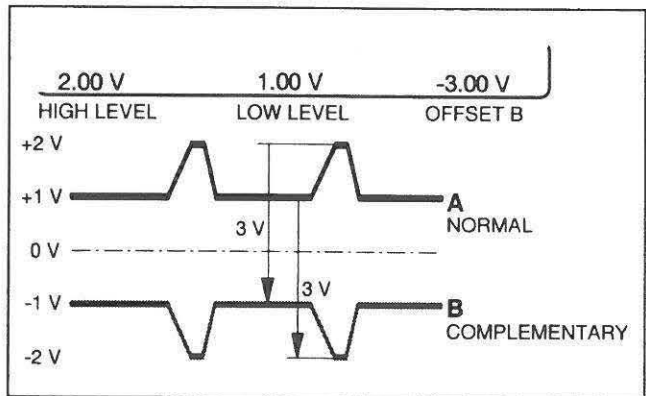 2.00 V 1.00 V -3.00 V
HIGH LEVEL LOW LEVEL OFFSET B
+2 V
+1 V
A
NORMAL
3 V
0 V
3 V
-1 V
B
COMPLEMENTARY
-2 V